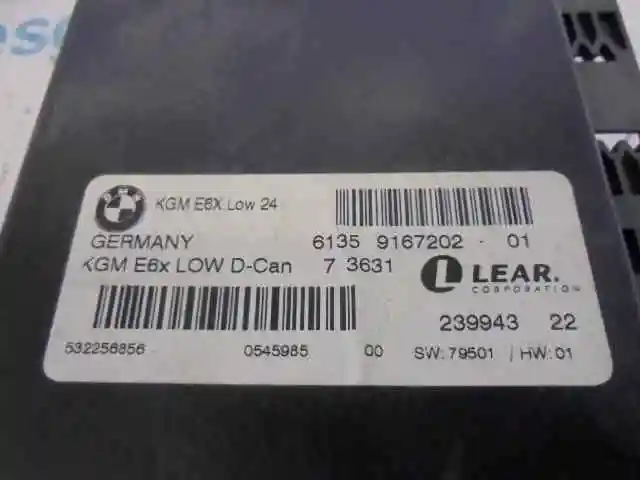 KGM E6X Low 24
GERMANY 6135 9167202 - 01
KGM E6x LOW D-Can 7 3631 LEAR.
CORPORATION
239943 22
532256856 0545985 00 SW: 79501 / HW: 01